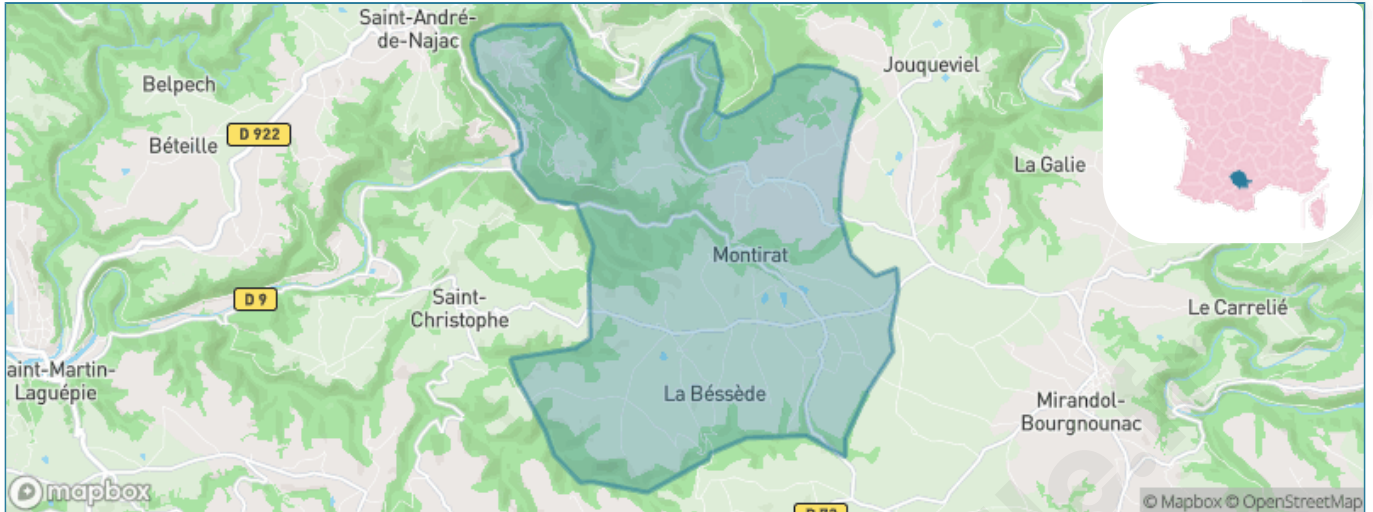 Saint-André-
de-Najac
Belpech
Jouqueviel
D 922
Béteille
La Galie
Montirat
D 9
Saint-
Christophe
Le Carrelié
aint-Martin-
Laguépie
La Béssède
Mirandol-
Bourgnounac
mapbox
© Mapbox © OpenStreetMap